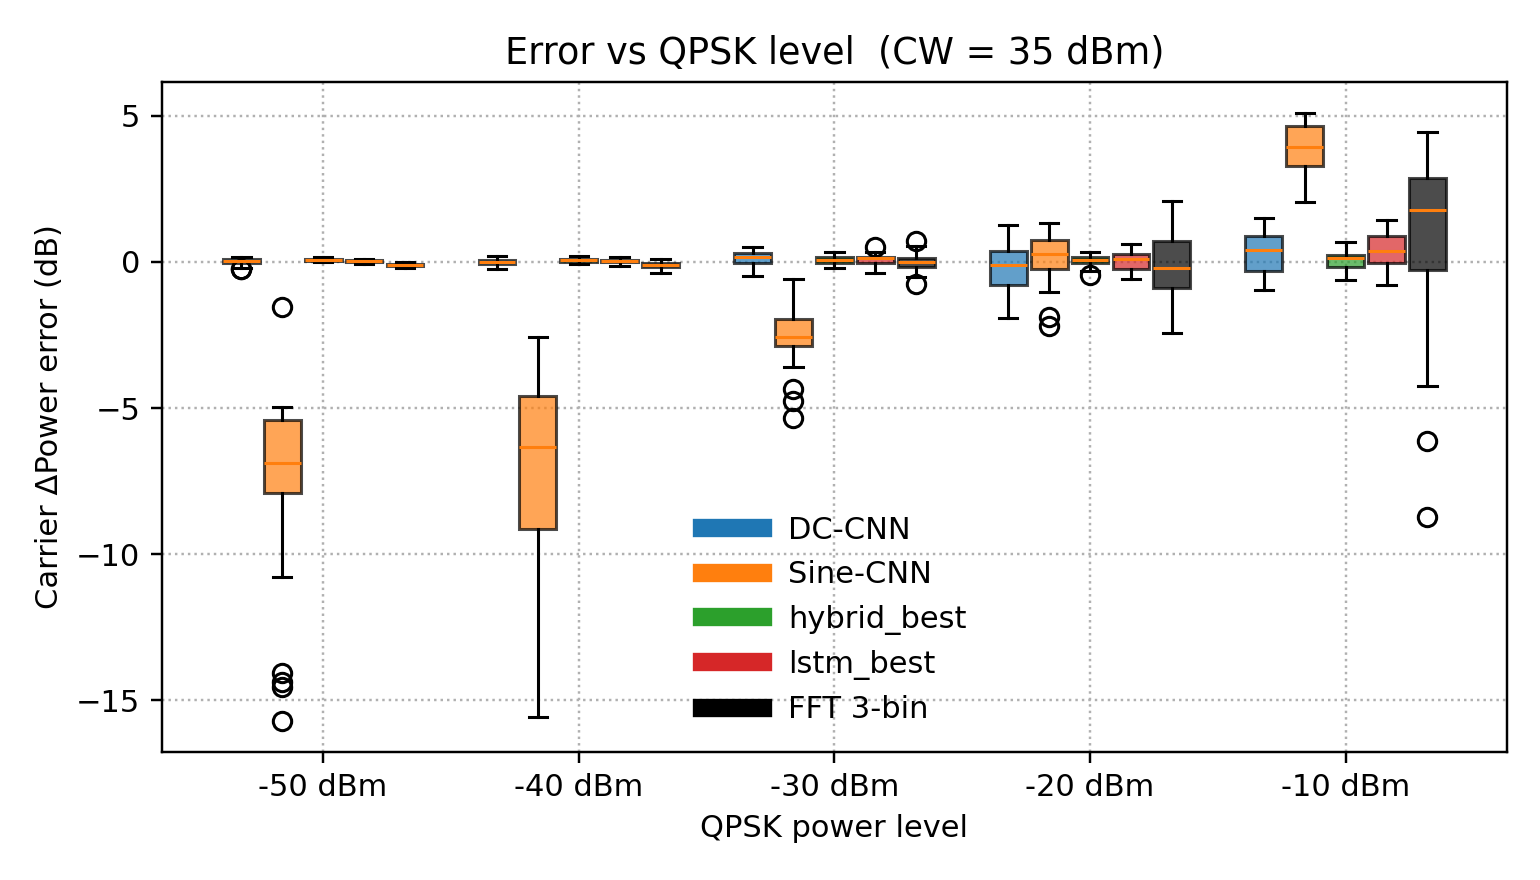 Error vs QPSK level  (CW = 35 dBm)
Carrier ΔPower error (dB)
5
0
−5
−10
−15
DC-CNN
Sine-CNN
hybrid_best
lstm_best
FFT 3-bin
-50 dBm
-40 dBm
-30 dBm
-20 dBm
-10 dBm
QPSK power level